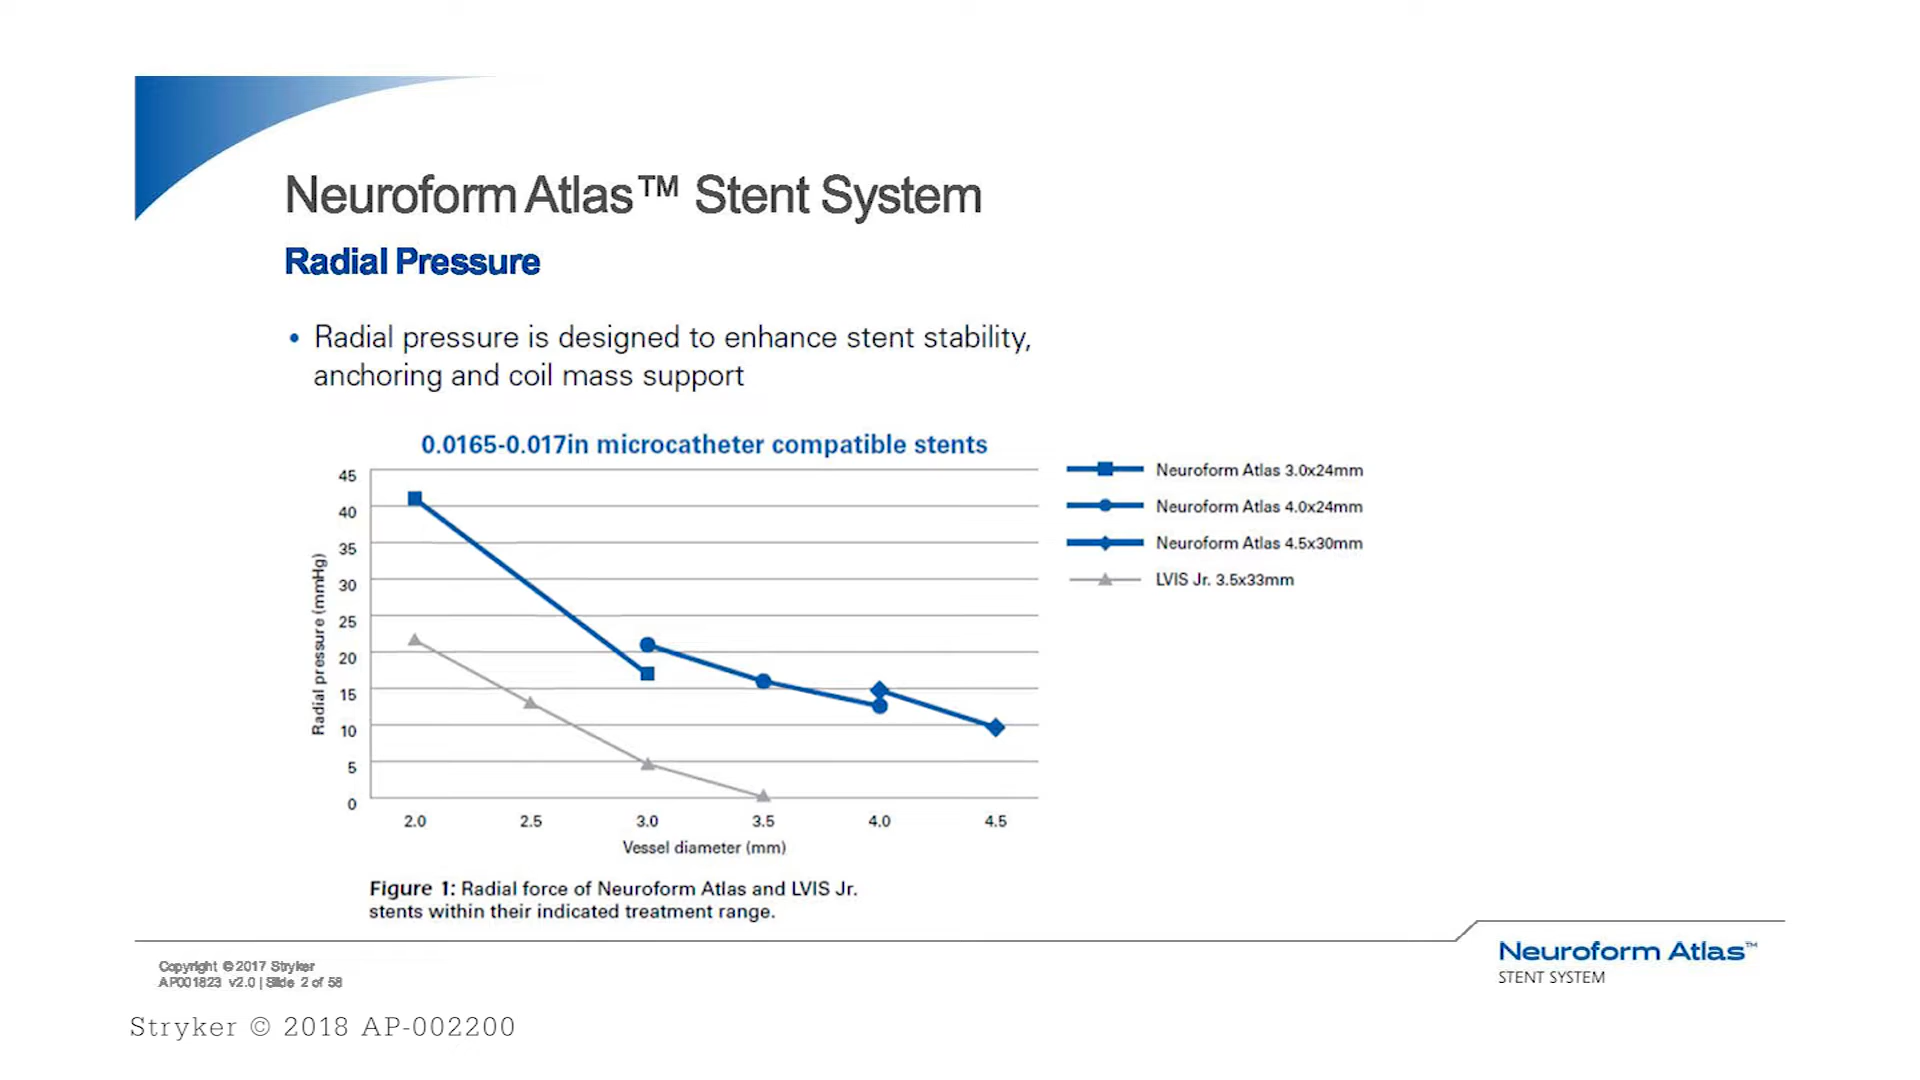 Neuroform Atlas™ Stent System
Radial Pressure
• Radial pressure is designed to enhance stent stability,
anchoring and coil mass support
0.0165-0.017in microcatheter compatible stents
45
40
35
30
25
20
15
10
5
0
Radial pressure (mmHg)
2.0 2.5 3.0 3.5 4.0 4.5
Vessel diameter (mm)
Neuroform Atlas 3.0x24mm
Neuroform Atlas 4.0x24mm
Neuroform Atlas 4.5x30mm
LVIS Jr. 3.5x33mm
Figure 1: Radial force of Neuroform Atlas and LVIS Jr.
stents within their indicated treatment range.
Copyright © 2017 Stryker
AP001823 v2.0 | Slide 2 of 58
Neuroform Atlas™
STENT SYSTEM
Stryker © 2018 AP-002200